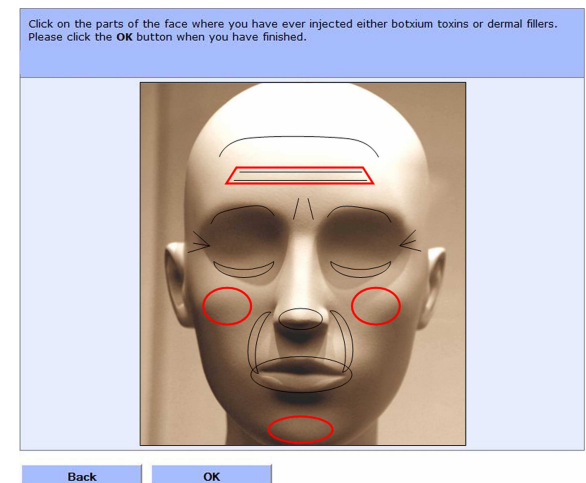 Click on the parts of the face where you have ever injected either botxium toxins or dermal fillers.
Please click the OK button when you have finished.
Back
OK